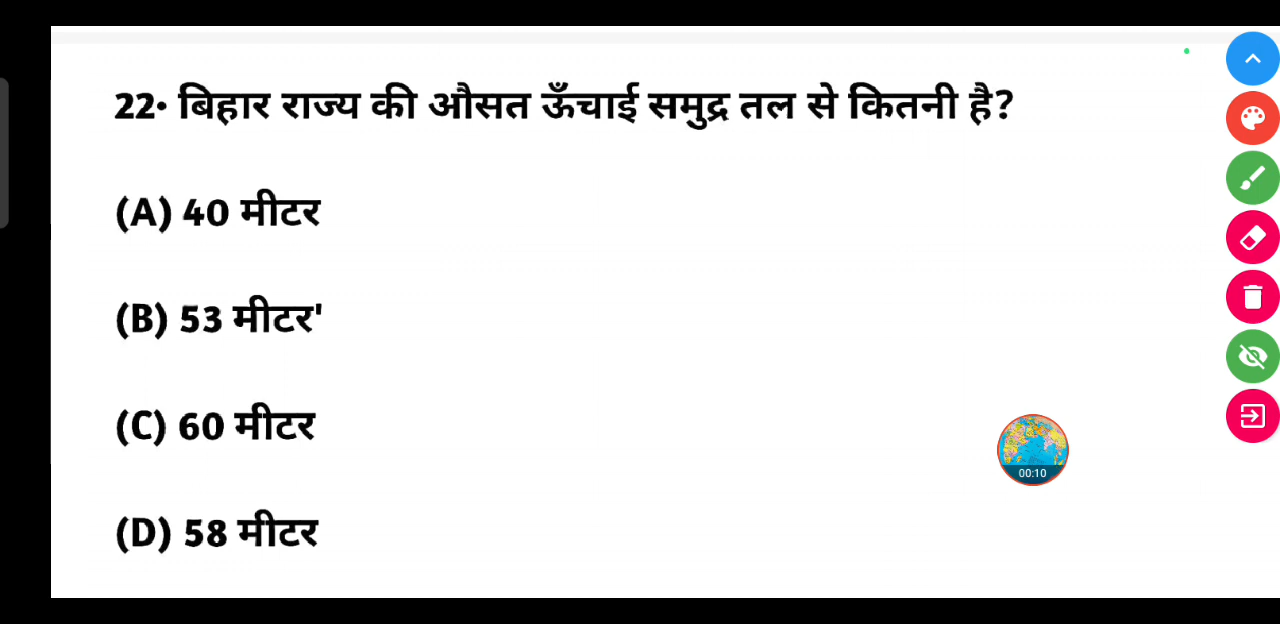 22• बिहार राज्य की औसत ऊँचाई समुद्र तल से कितनी है?
(A) 40 मीटर
(B) 53 मीटर'
(C) 60 मीटर
00:10
(D) 58 मीटर